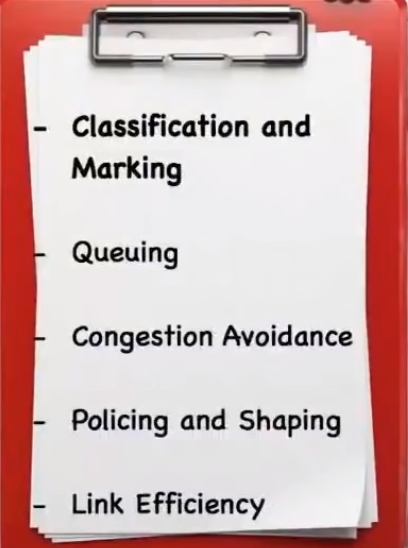 - Classification and
Marking
- Queuing
- Congestion Avoidance
- Policing and Shaping
- Link Efficiency